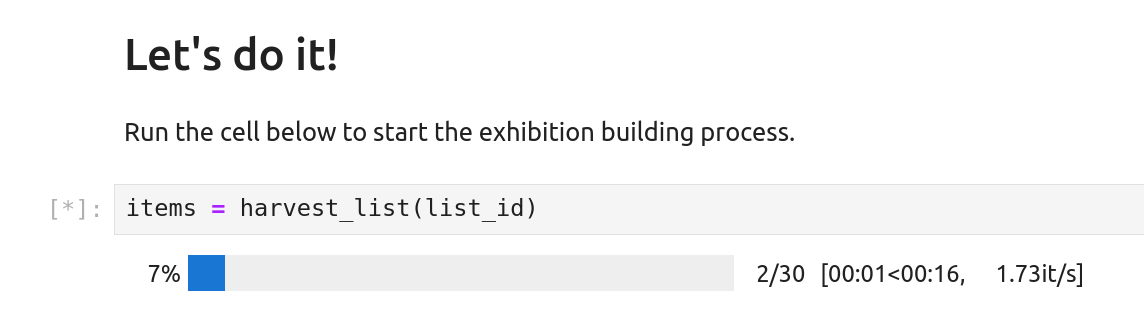 Let's do it!
Run the cell below to start the exhibition building process.
[*]: items = harvest_list(list_id)
7% 2/30 [00:01<00:16, 1.73it/s]